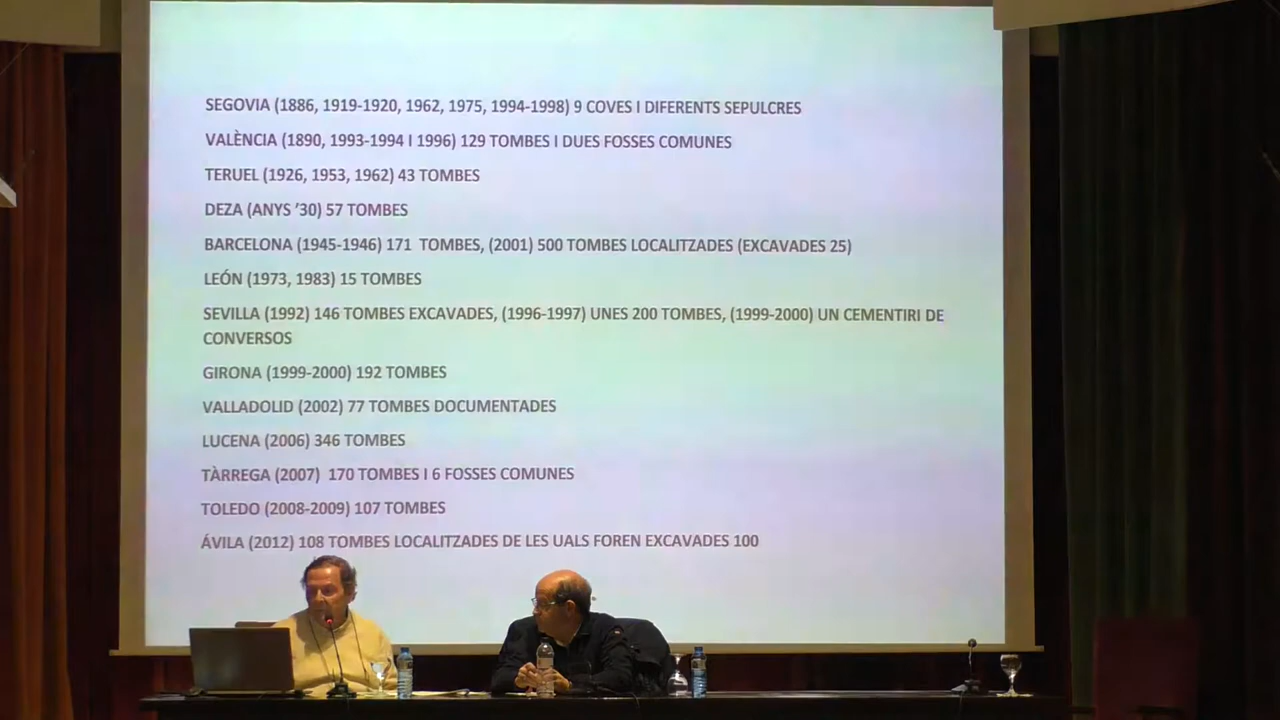 SEGOVIA (1886, 1919-1920, 1962, 1975, 1994-1998) 9 COVES I DIFERENTS SEPULCRES
VALÈNCIA (1890, 1993-1994 I 1996) 129 TOMBES I DUES FOSSES COMUNES
TERUEL (1926, 1953, 1962) 43 TOMBES
DEZA (ANYS '30) 57 TOMBES
BARCELONA (1945-1946) 171 TOMBES, (2001) 500 TOMBES LOCALITZADES (EXCAVADES 25)
LEÓN (1973, 1983) 15 TOMBES
SEVILLA (1992) 146 TOMBES EXCAVADES, (1996-1997) UNES 200 TOMBES, (1999-2000) UN CEMENTIRI DE
CONVERSOS
GIRONA (1999-2000) 192 TOMBES
VALLADOLID (2002) 77 TOMBES DOCUMENTADES
LUCENA (2006) 346 TOMBES
TÀRREGA (2007) 170 TOMBES I 6 FOSSES COMUNES
TOLEDO (2008-2009) 107 TOMBES
ÁVILA (2012) 108 TOMBES LOCALITZADES DE LES UALS FOREN EXCAVADES 100